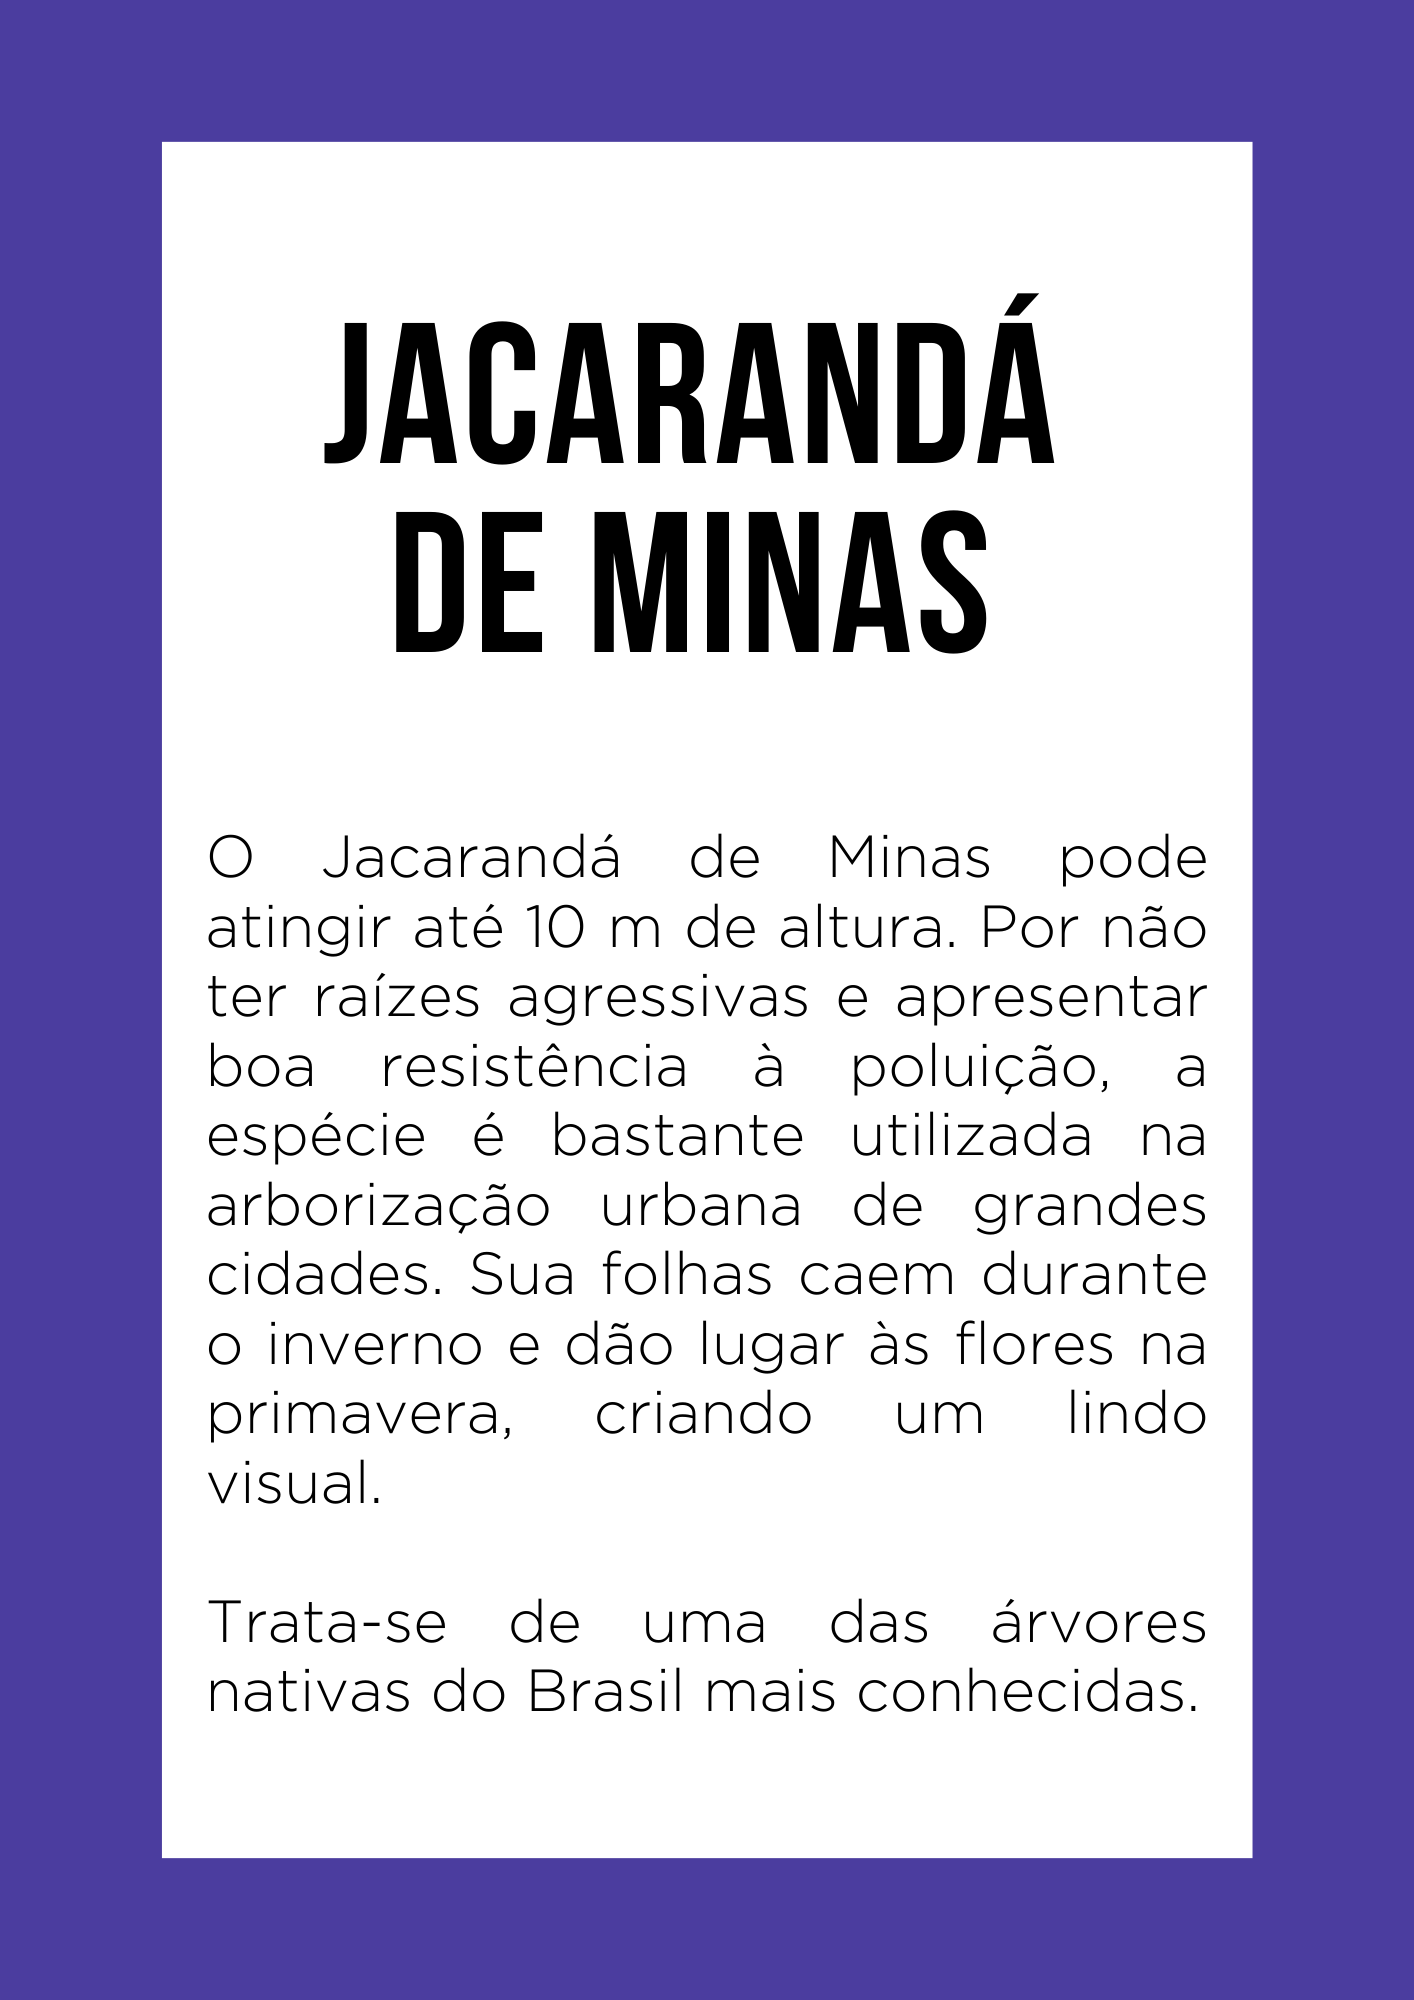 JACARANDÁ
DE MINAS
O Jacarandá de Minas pode
atingir até 10 m de altura. Por não
ter raízes agressivas e apresentar
boa resistência à poluição, a
espécie é bastante utilizada na
arborização urbana de grandes
cidades. Sua folhas caem durante
o inverno e dão lugar às flores na
primavera, criando um lindo
visual.
Trata-se de uma das árvores
nativas do Brasil mais conhecidas.